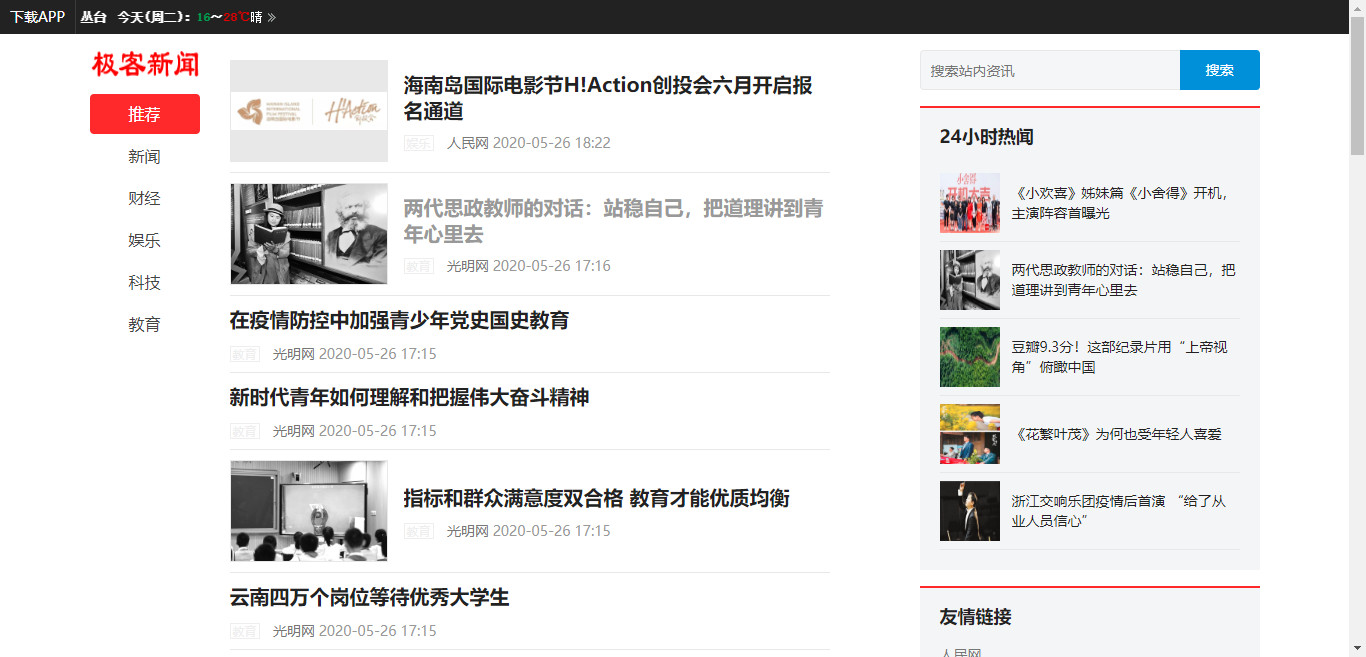 下载APP
丛台 今天(周二)：16～28℃晴
极客新闻
推荐
新闻
财经
娱乐
科技
教育
H!Action
海南岛国际电影节H!Action创投会六月开启报
名通道
娱乐 人民网 2020-05-26 18:22
两代思政教师的对话：站稳自己，把道理讲到青
年心里去
教育 光明网 2020-05-26 17:16
在疫情防控中加强青少年党史国史教育
教育 光明网 2020-05-26 17:15
新时代青年如何理解和把握伟大奋斗精神
教育 光明网 2020-05-26 17:15
指标和群众满意度双合格 教育才能优质均衡
教育 光明网 2020-05-26 17:15
云南四万个岗位等待优秀大学生
教育 光明网 2020-05-26 17:15
搜索站内资讯
搜索
24小时热闻
小舍得
开机大吉
《小欢喜》姊妹篇《小舍得》开机，
主演阵容首曝光
两代思政教师的对话：站稳自己，把
道理讲到青年心里去
豆瓣9.3分！这部纪录片用“上帝视
角”俯瞰中国
《花繁叶茂》为何也受年轻人喜爱
浙江交响乐团疫情后首演 “给了从
业人员信心”
友情链接
人民网